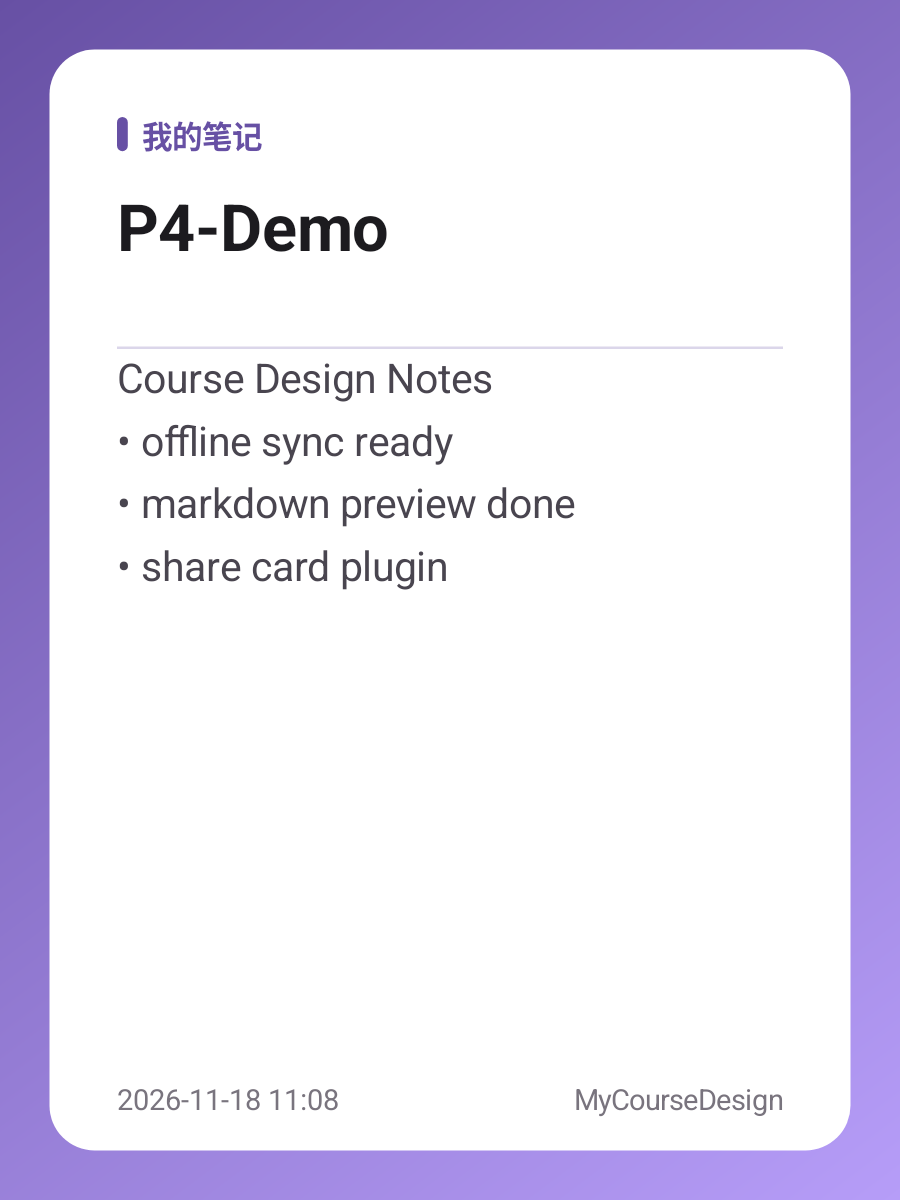 我的笔记
P4-Demo
Course Design Notes
• offline sync ready
• markdown preview done
• share card plugin
2026-11-18 11:08
MyCourseDesign